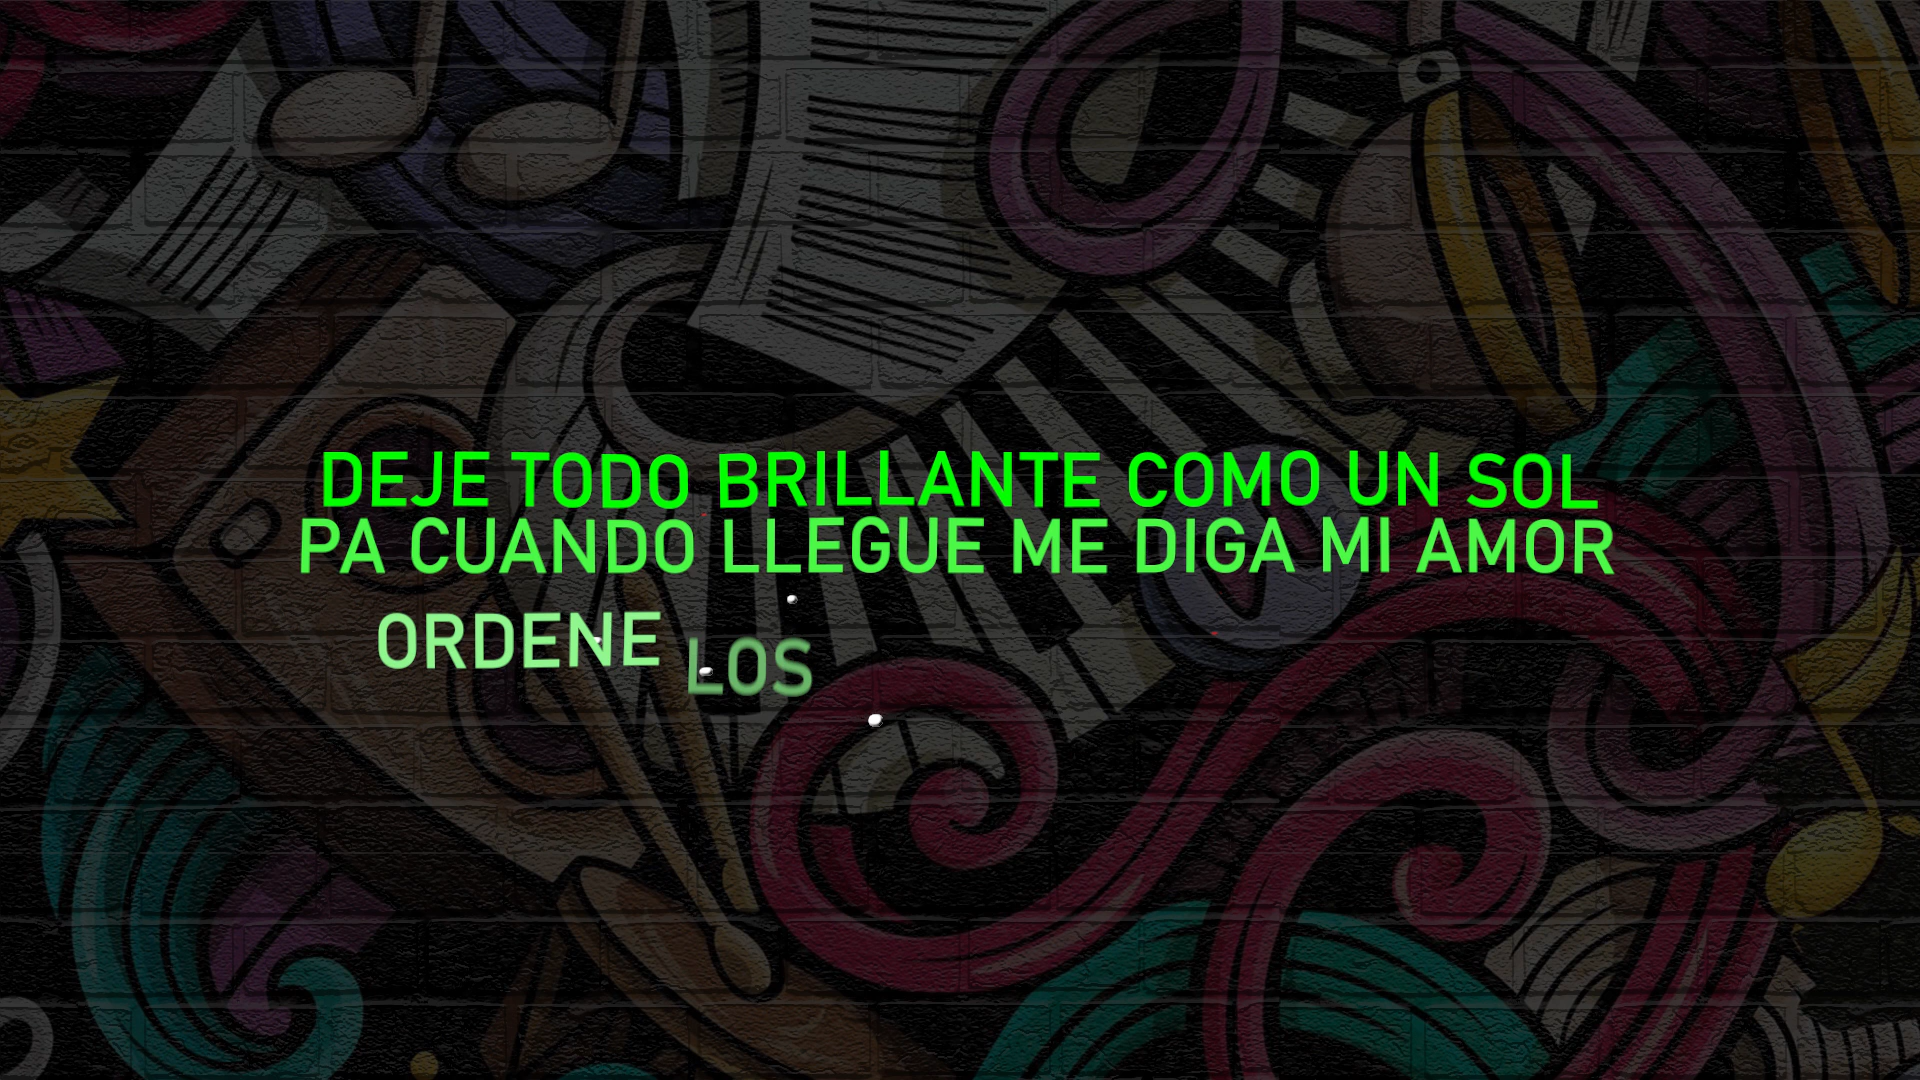 DEJE TODO BRILLANTE COMO UN SOL
PA CUANDO LLEGUE ME DIGA MI AMOR
ORDENE LOS